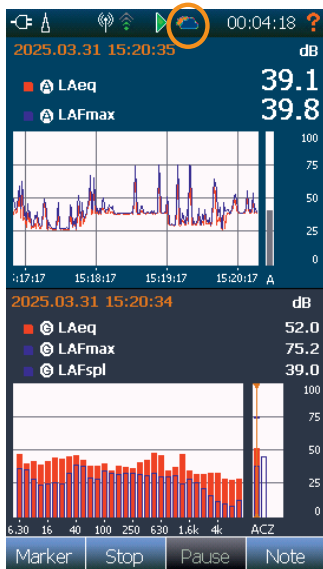 00:04:18 ?
2025.03.31 15:20:35 dB
A LAeq 39.1
A LAFmax 39.8
100
75
50
25
0
:17:17 15:18:17 15:19:17 15:20:17 A
2025.03.31 15:20:34 dB
G LAeq 52.0
G LAFmax 75.2
G LAFspl 39.0
100
75
50
25
0
6.30 16 40 100 250 630 1.6k 4k ACZ
Marker Stop Pause Note